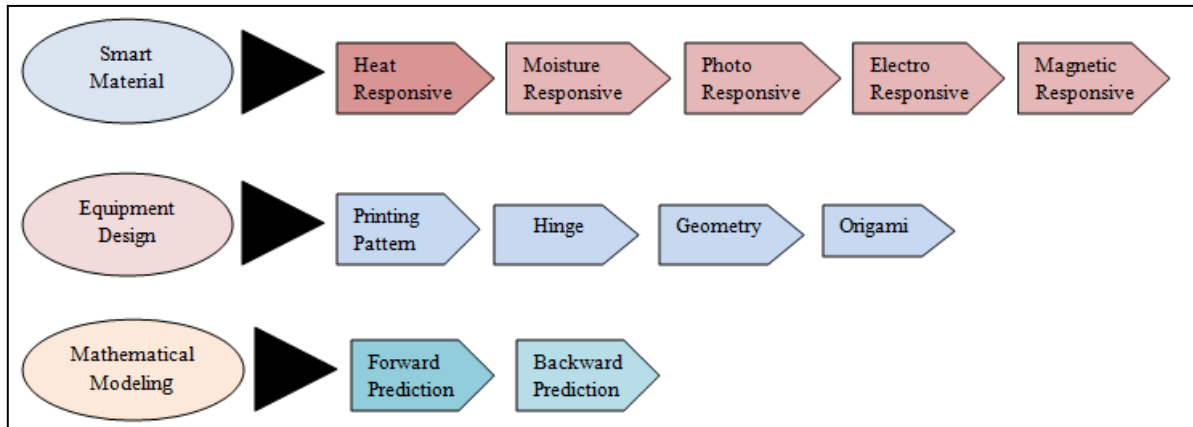 Smart
Material
Heat
Responsive
Moisture
Responsive
Photo
Responsive
Electro
Responsive
Magnetic
Responsive
Equipment
Design
Printing
Pattern
Hinge
Geometry
Origami
Mathematical
Modeling
Forward
Prediction
Backward
Prediction